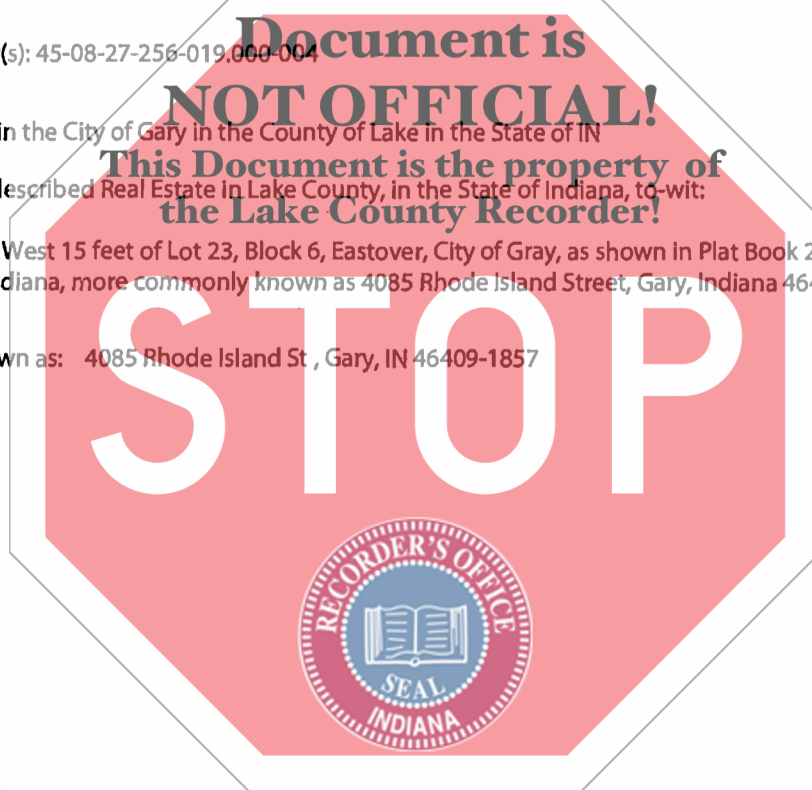 Document is
(s): 45-08-27-256-019.000-004
NOT OFFICIAL!
in the City of Gary in the County of Lake in the State of IN
This Document is the property of
escribed Real Estate in Lake County, in the State of Indiana, to-wit:
the Lake County Recorder!
West 15 feet of Lot 23, Block 6, Eastover, City of Gray, as shown in Plat Book 2
diana, more commonly known as 4085 Rhode Island Street, Gary, Indiana 464
wn as: 4085 Rhode Island St , Gary, IN 46409-1857
STOP
RECORDER'S OFFICE
SEAL
INDIANA